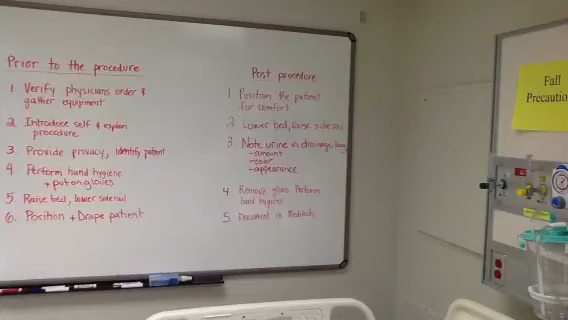 Prior to the procedure
1. Verify physicians order &
gather equipment
2. Introduce self & explain
procedure
3. Provide privacy, identify patient
4 Perform hand hygiene
+ put on gloves
5. Raise bed, lower side rail
6. Position + Drape patient
Post procedure
1 Position the patient
for comfort
2 Lower bed, raise side rail
3. Note urine in drainage
-amount
-color
-appearance
4 Remove gloves Perform
hand hygiene
5. Document in Meditech
Fall
Precautio